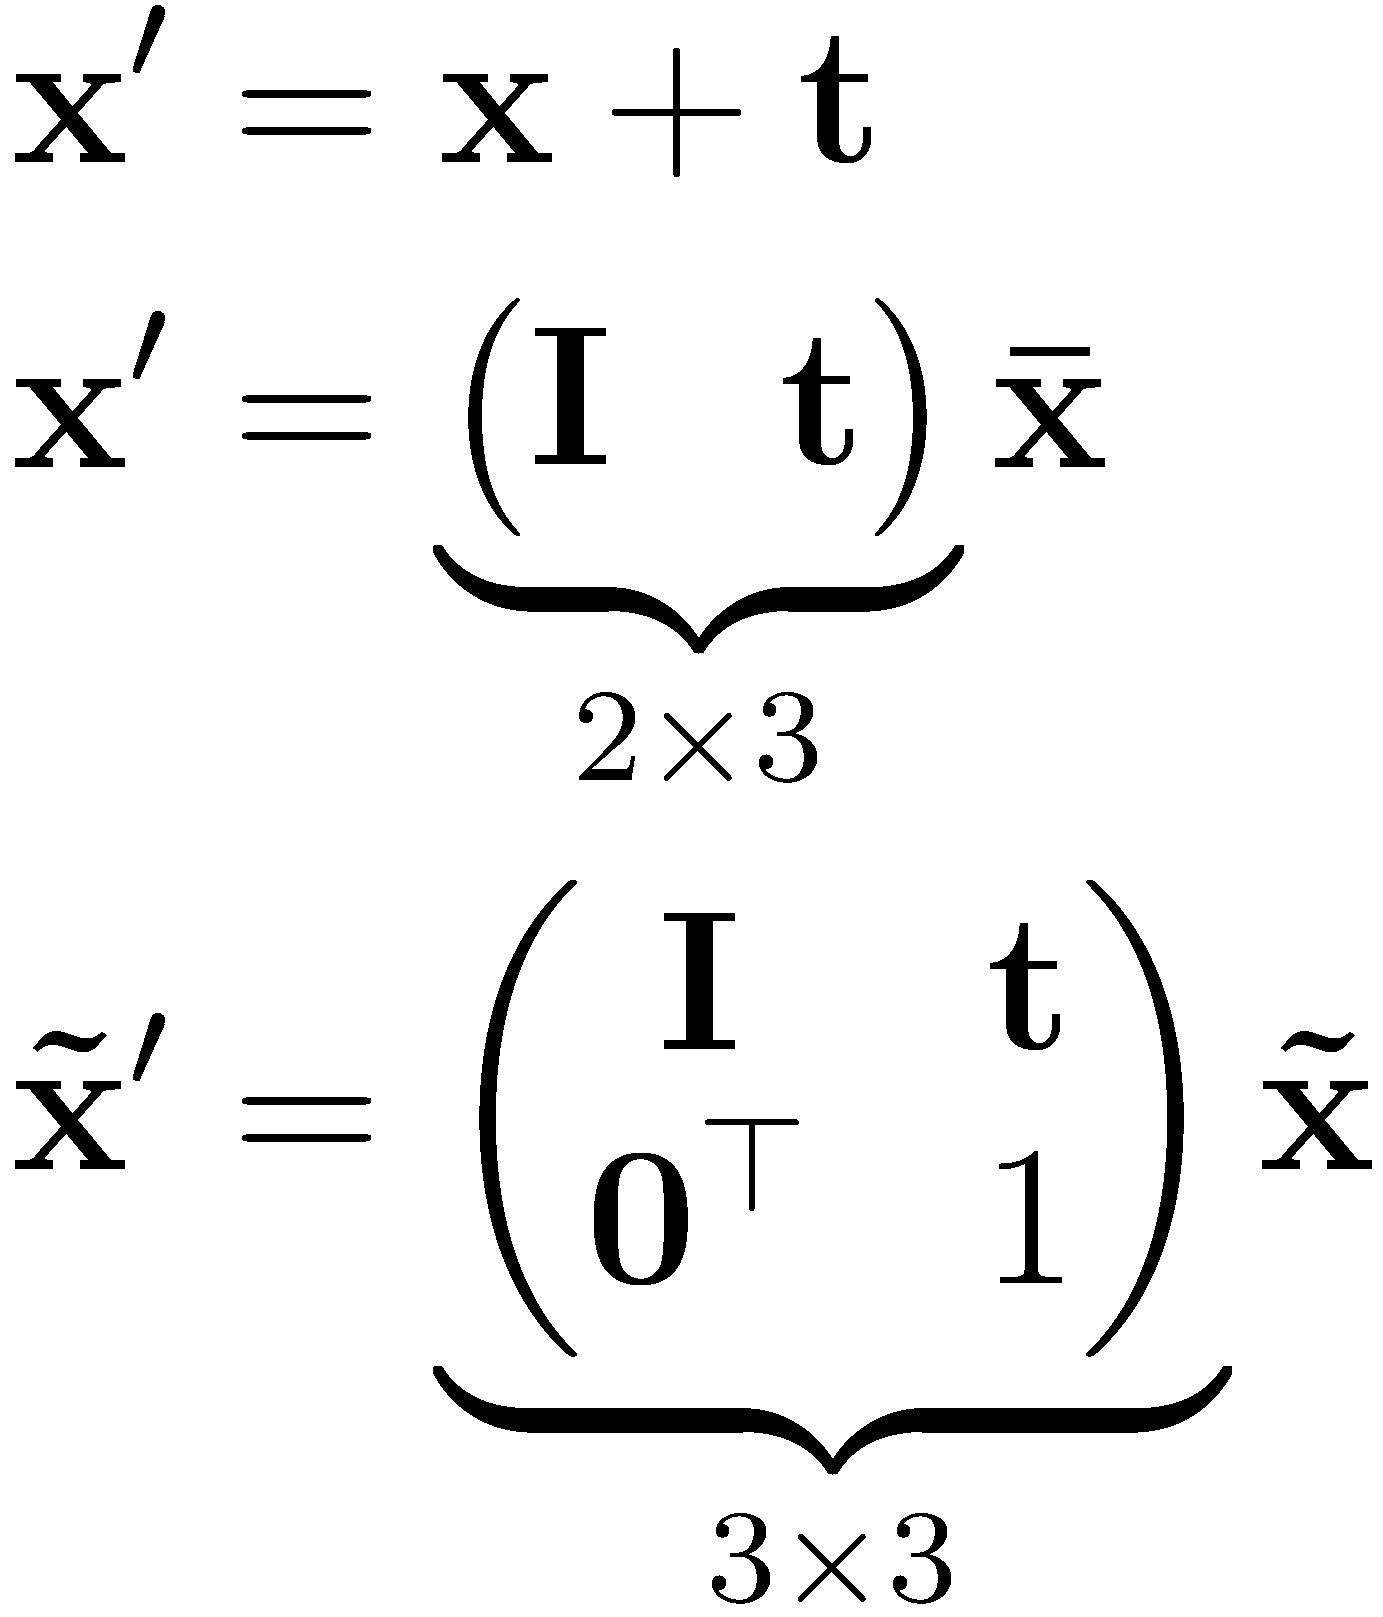 x′ = x + t
x′ = (I t) x̄
2×3
x̃′ = (I t
0⊤ 1) x̃
3×3